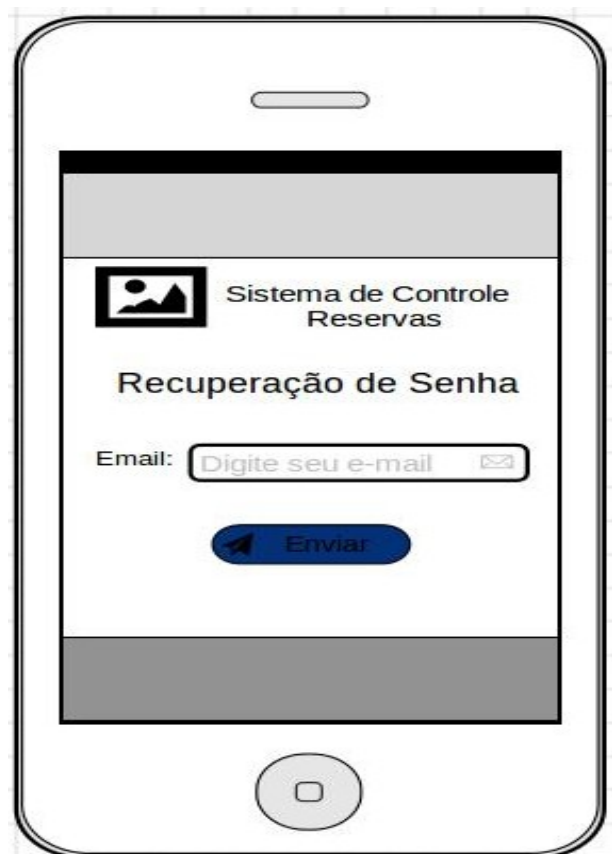 Sistema de Controle
Reservas
Recuperação de Senha
Email: Digite seu e-mail
Enviar